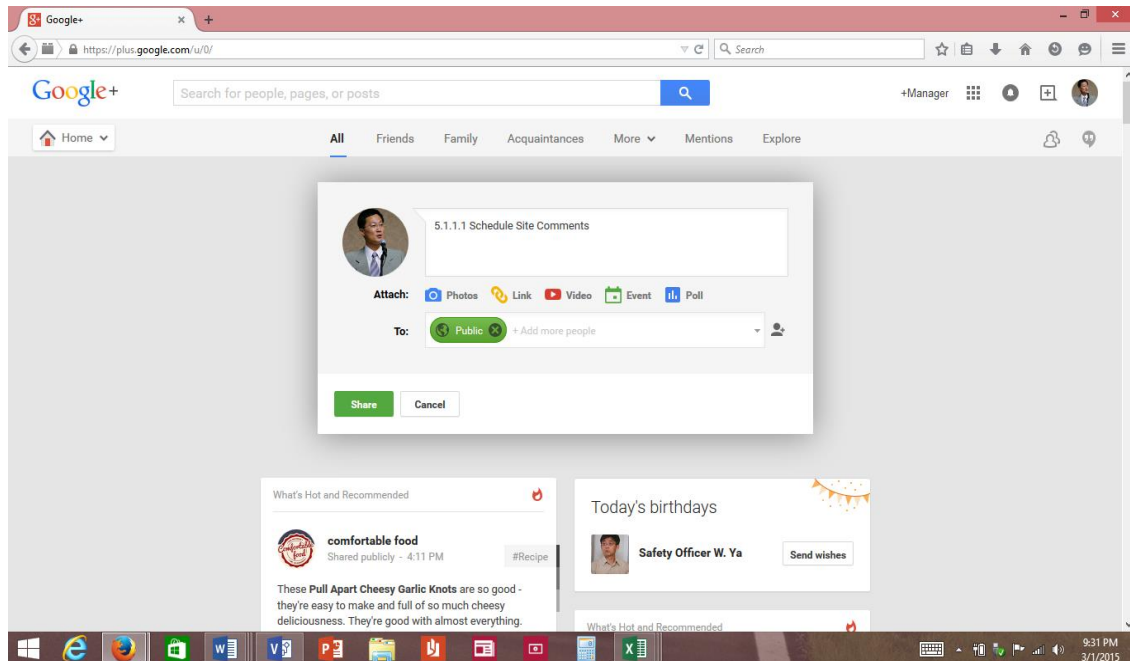 Google+
https://plus.google.com/u/0/
Search
Google+
Search for people, pages, or posts
+Manager
Home
All Friends Family Acquaintances More Mentions Explore
5.1.1.1 Schedule Site Comments
Attach: Photos Link Video Event Poll
To: Public + Add more people
Share Cancel
What's Hot and Recommended
comfortable food
Shared publicly - 4:11 PM
#Recipe
These Pull Apart Cheesy Garlic Knots are so good -
they're easy to make and full of so much cheesy
deliciousness. They're good with almost everything.
Today's birthdays
Safety Officer W. Ya
Send wishes
What's Hot and Recommended
9:31 PM
3/1/2015